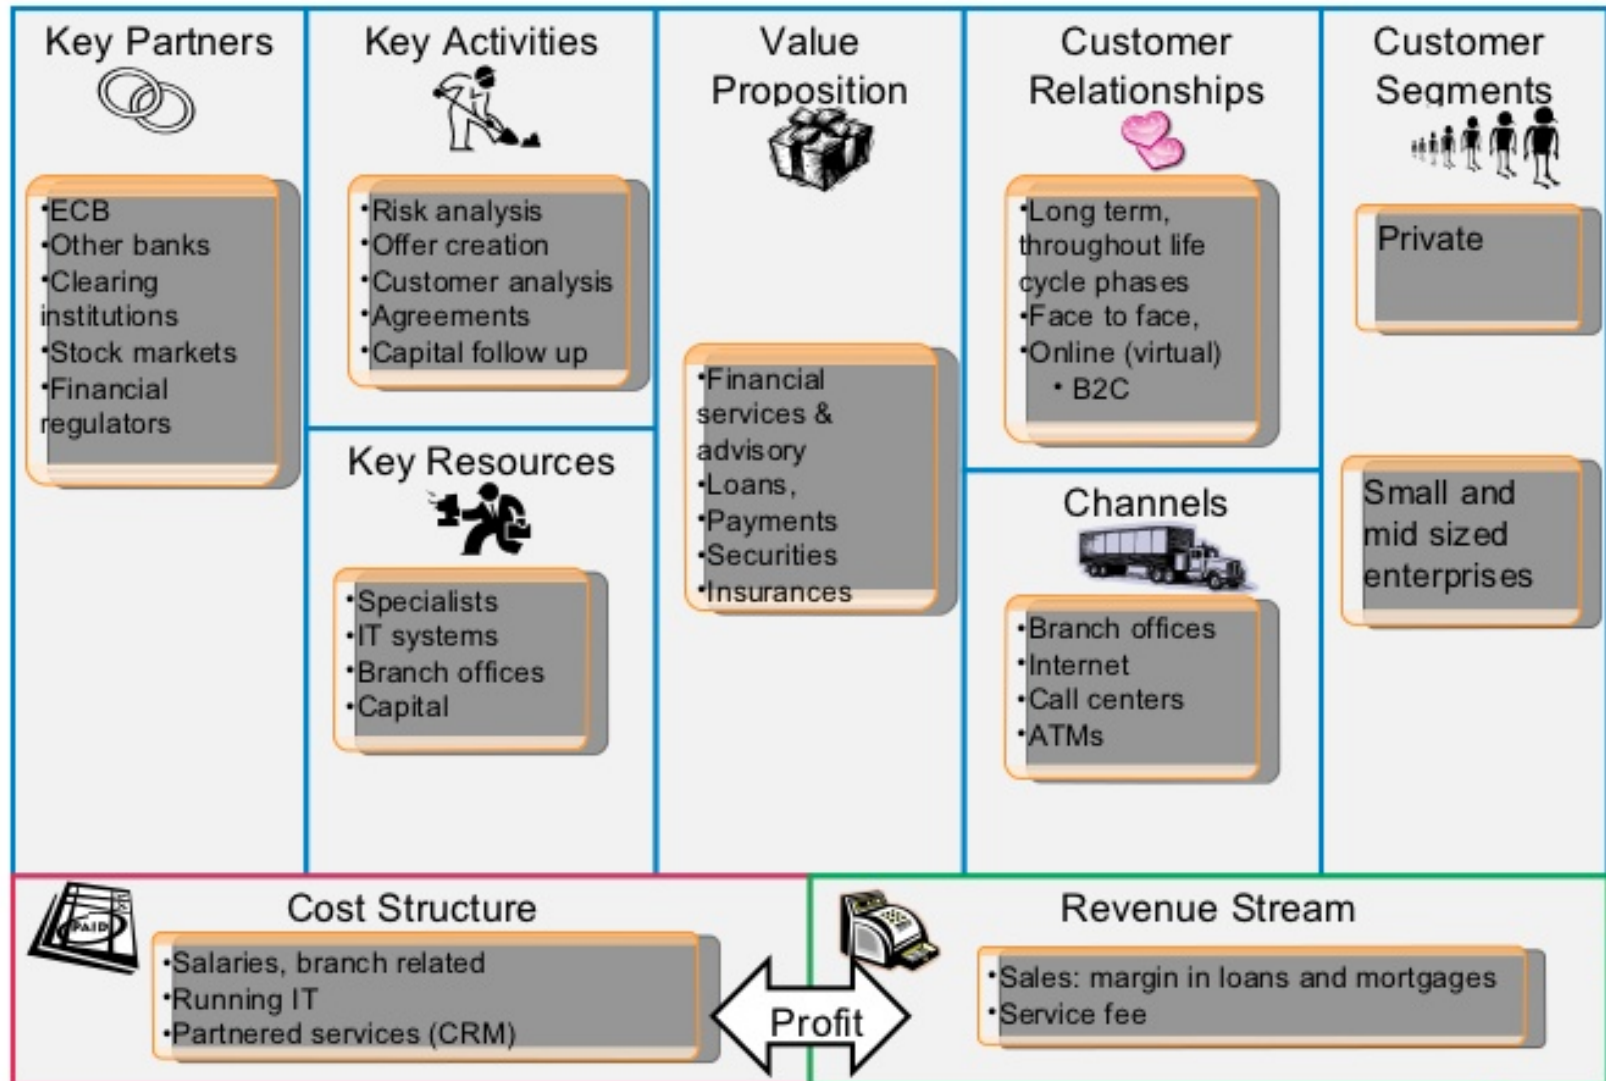 Key Partners
•ECB
•Other banks
•Clearing
institutions
•Stock markets
•Financial
regulators
Key Activities
•Risk analysis
•Offer creation
•Customer analysis
•Agreements
•Capital follow up
Key Resources
•Specialists
•IT systems
•Branch offices
•Capital
Value
Proposition
•Financial
services &
advisory
•Loans,
•Payments
•Securities
•Insurances
Customer
Relationships
•Long term,
throughout life
cycle phases
•Face to face,
•Online (virtual)
• B2C
Channels
•Branch offices
•Internet
•Call centers
•ATMs
Customer
Segments
Private
Small and
mid sized
enterprises
Cost Structure
PAID
•Salaries, branch related
•Running IT
•Partnered services (CRM)
Profit
Revenue Stream
•Sales: margin in loans and mortgages
•Service fee